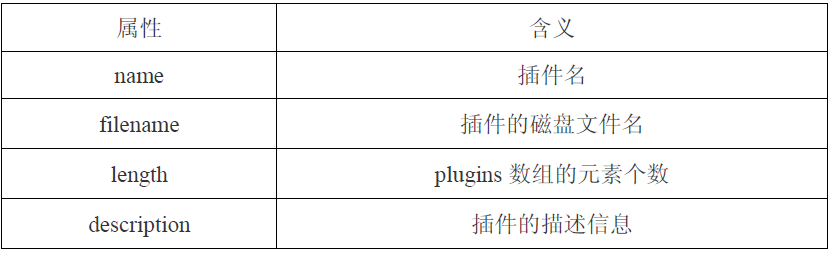 属性 含义
name 插件名
filename 插件的磁盘文件名
length plugins 数组的元素个数
description 插件的描述信息